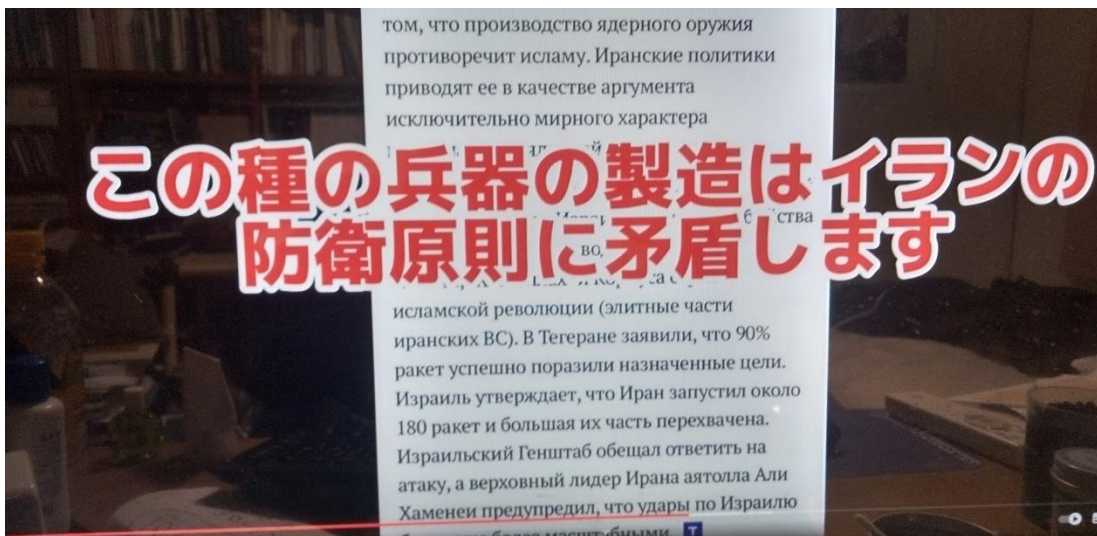 том, что производство ядерного оружия
противоречит исламу. Иранские политики
приводят ее в качестве аргумента
исключительно мирного характера
この種の兵器の製造はイランの
防衛原則に矛盾します
исламской революции (элитные части
иранских ВС). В Тегеране заявили, что 90%
ракет успешно поразили назначенные цели.
Израиль утверждает, что Иран запустил около
180 ракет и большая их часть перехвачена.
Израильский Генштаб обещал ответить на
атаку, а верховный лидер Ирана аятолла Али
Хаменеи предупредил, что удары по Израилю
T